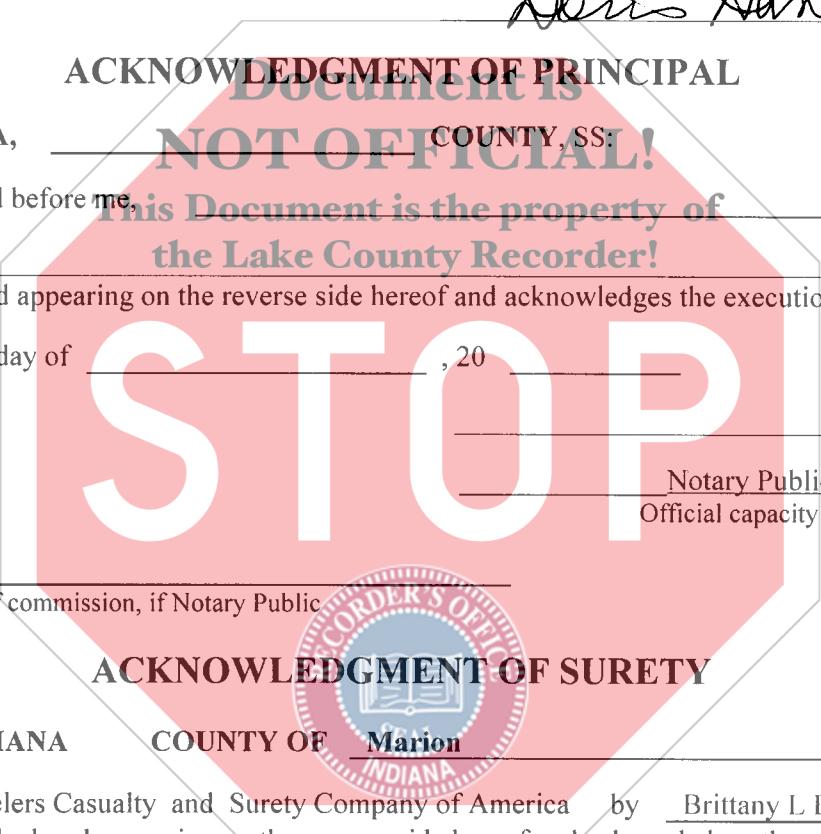 ACKNOWLEDGMENT OF PRINCIPAL
Document is
NOT OFFICIAL!
COUNTY, SS:
before me,
This Document is the property of
the Lake County Recorder!
appearing on the reverse side hereof and acknowledges the executio
day of , 20
STOP
Notary Publi
Official capacity
commission, if Notary Public
RECORDER'S OFFICE
ACKNOWLEDGMENT OF SURETY
SEAL
IANA COUNTY OF Marion
INDIANA
elers Casualty and Surety Company of America by Brittany L